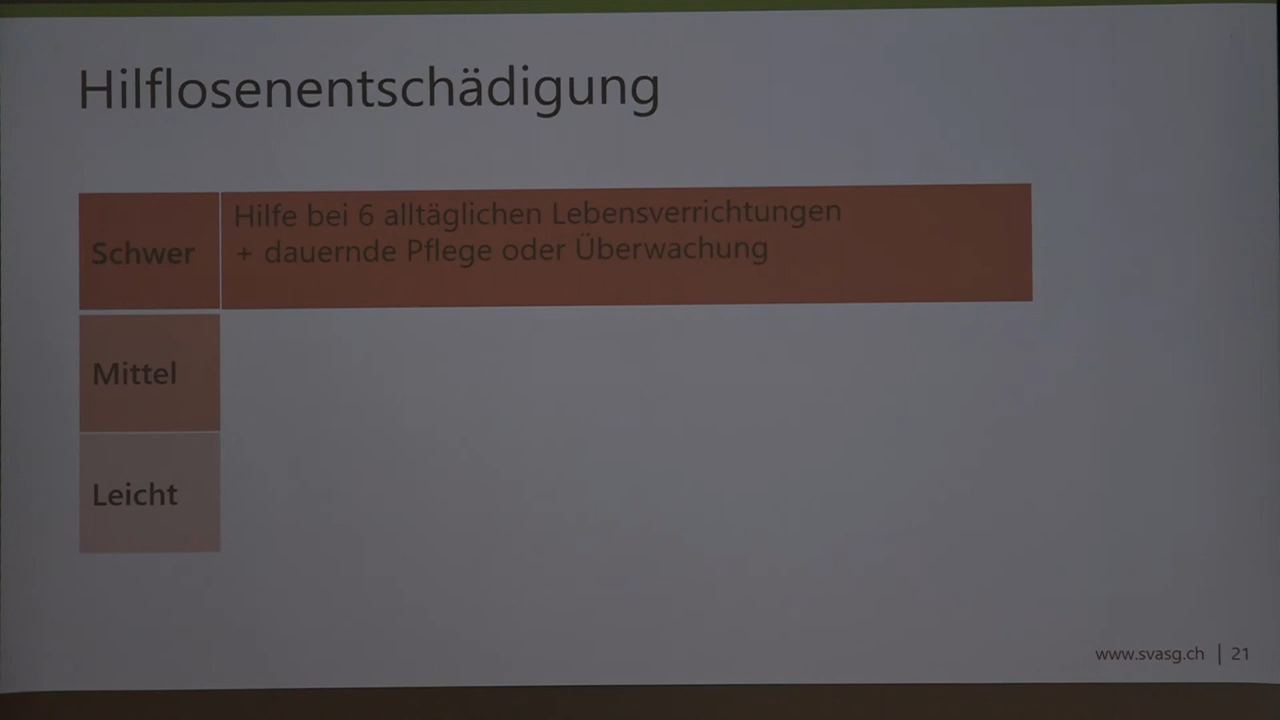 Hilflosenentschädigung
Schwer
Hilfe bei 6 alltäglichen Lebensverrichtungen
+ dauernde Pflege oder Überwachung
Mittel
Leicht
www.svasg.ch | 21